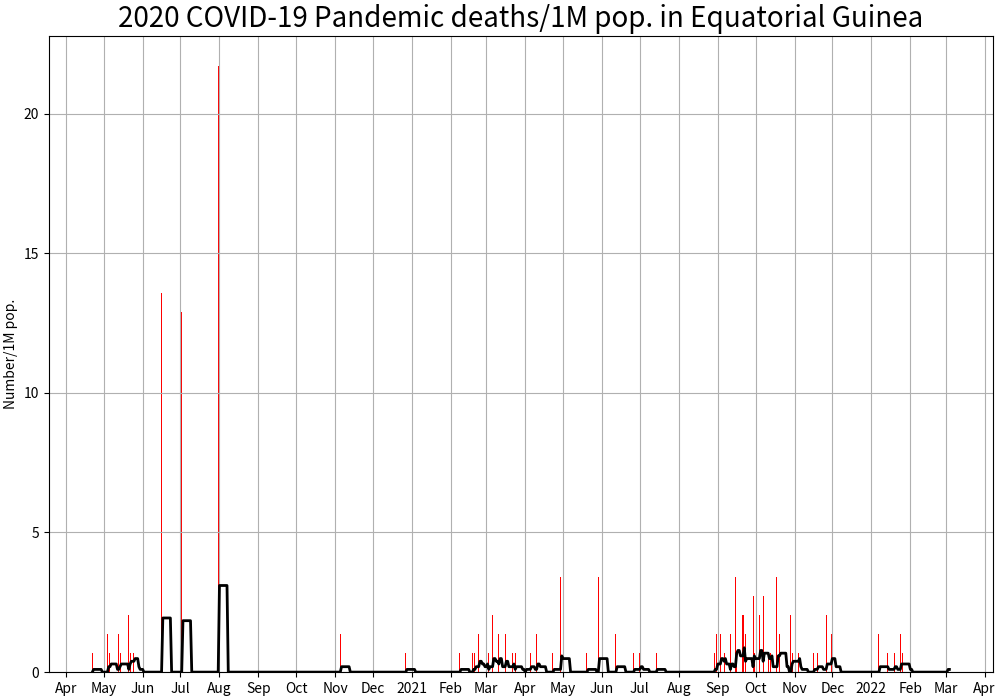 2020 COVID-19 Pandemic deaths/1M pop. in Equatorial Guinea
Number/1M pop.
20
15
10
5
0
Apr May Jun Jul Aug Sep Oct Nov Dec 2021 Feb Mar Apr May Jun Jul Aug Sep Oct Nov Dec 2022 Feb Mar Apr